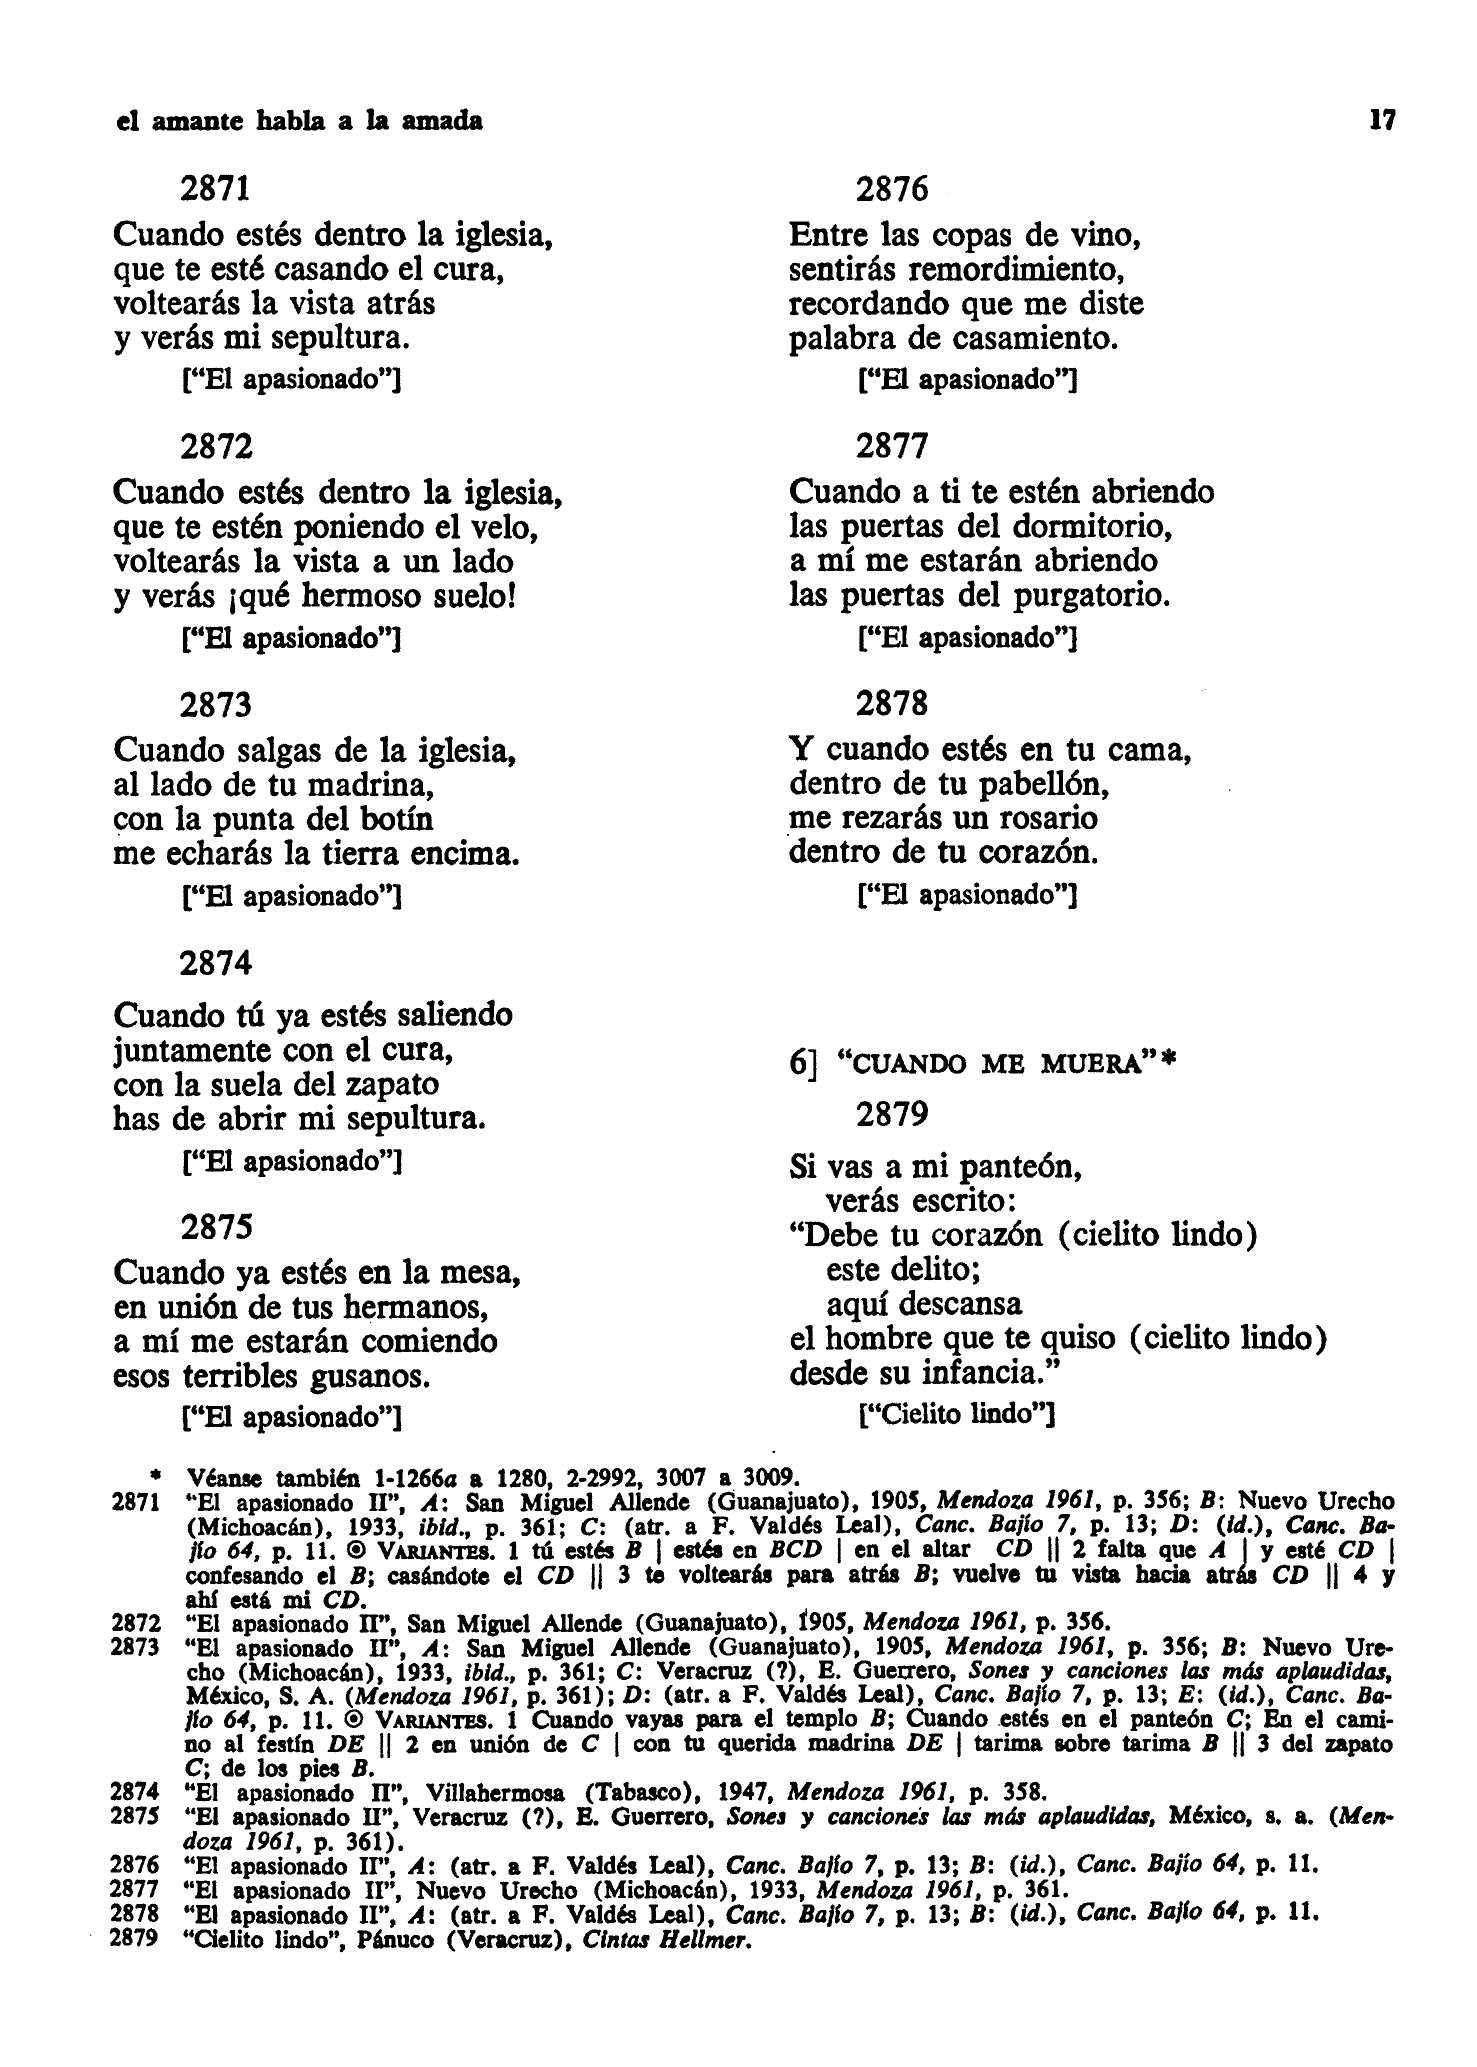 el amante habla a la amada 17
2871
Cuando estés dentro la iglesia,
que te esté casando el cura,
voltearás la vista atrás
y verás mi sepultura.
[“El apasionado”]
2872
Cuando estés dentro la iglesia,
que te estén poniendo el velo,
voltearás la vista a un lado
y verás ¡qué hermoso suelo!
[“El apasionado”]
2873
Cuando salgas de la iglesia,
al lado de tu madrina,
con la punta del botín
me echarás la tierra encima.
[“El apasionado”]
2874
Cuando tú ya estés saliendo
juntamente con el cura,
con la suela del zapato
has de abrir mi sepultura.
[“El apasionado”]
2875
Cuando ya estés en la mesa,
en unión de tus hermanos,
a mí me estarán comiendo
esos terribles gusanos.
[“El apasionado”]
2876
Entre las copas de vino,
sentirás remordimiento,
recordando que me diste
palabra de casamiento.
[“El apasionado”]
2877
Cuando a ti te estén abriendo
las puertas del dormitorio,
a mí me estarán abriendo
las puertas del purgatorio.
[“El apasionado”]
2878
Y cuando estés en tu cama,
dentro de tu pabellón,
me rezarás un rosario
dentro de tu corazón.
[“El apasionado”]
6] “CUANDO ME MUERA”*
2879
Si vas a mi panteón,
verás escrito:
“Debe tu corazón (cielito lindo)
este delito;
aquí descansa
el hombre que te quiso (cielito lindo)
desde su infancia.”
[“Cielito lindo”]
* Véanse también 1-1266a a 1280, 2-2992, 3007 a 3009.
2871 “El apasionado II”, A: San Miguel Allende (Guanajuato), 1905, Mendoza 1961, p. 356; B: Nuevo Urecho
(Michoacán), 1933, ibid., p. 361; C: (atr. a F. Valdés Leal), Canc. Bajío 7, p. 13; D: (id.), Canc. Ba-
jío 64, p. 11. ⊙ VARIANTES. 1 tú estés B | estés en BCD | en el altar CD || 2 falta que A | y esté CD |
confesando el B; casándote el CD || 3 te voltearás para atrás B; vuelve tu vista hacia atrás CD || 4 y
ahí está mi CD.
2872 “El apasionado II”, San Miguel Allende (Guanajuato), 1905, Mendoza 1961, p. 356.
2873 “El apasionado II”, A: San Miguel Allende (Guanajuato), 1905, Mendoza 1961, p. 356; B: Nuevo Ure-
cho (Michoacán), 1933, ibid., p. 361; C: Veracruz (?), E. Guerrero, Sones y canciones las más aplaudidas,
México, S. A. (Mendoza 1961, p. 361); D: (atr. a F. Valdés Leal), Canc. Bajío 7, p. 13; E: (id.), Canc. Ba-
jío 64, p. 11. ⊙ VARIANTES. 1 Cuando vayas para el templo B; Cuando estés en el panteón C; En el cami-
no al festín DE || 2 en unión de C | con tu querida madrina DE | tarima sobre tarima B || 3 del zapato
C; de los pies B.
2874 “El apasionado II”, Villahermosa (Tabasco), 1947, Mendoza 1961, p. 358.
2875 “El apasionado II”, Veracruz (?), E. Guerrero, Sones y canciones las más aplaudidas, México, s. a. (Men-
doza 1961, p. 361).
2876 “El apasionado II”, A: (atr. a F. Valdés Leal), Canc. Bajío 7, p. 13; B: (id.), Canc. Bajío 64, p. 11.
2877 “El apasionado II”, Nuevo Urecho (Michoacán), 1933, Mendoza 1961, p. 361.
2878 “El apasionado II”, A: (atr. a F. Valdés Leal), Canc. Bajío 7, p. 13; B: (id.), Canc. Bajío 64, p. 11.
2879 “Cielito lindo”, Pánuco (Veracruz), Cintas Hellmer.